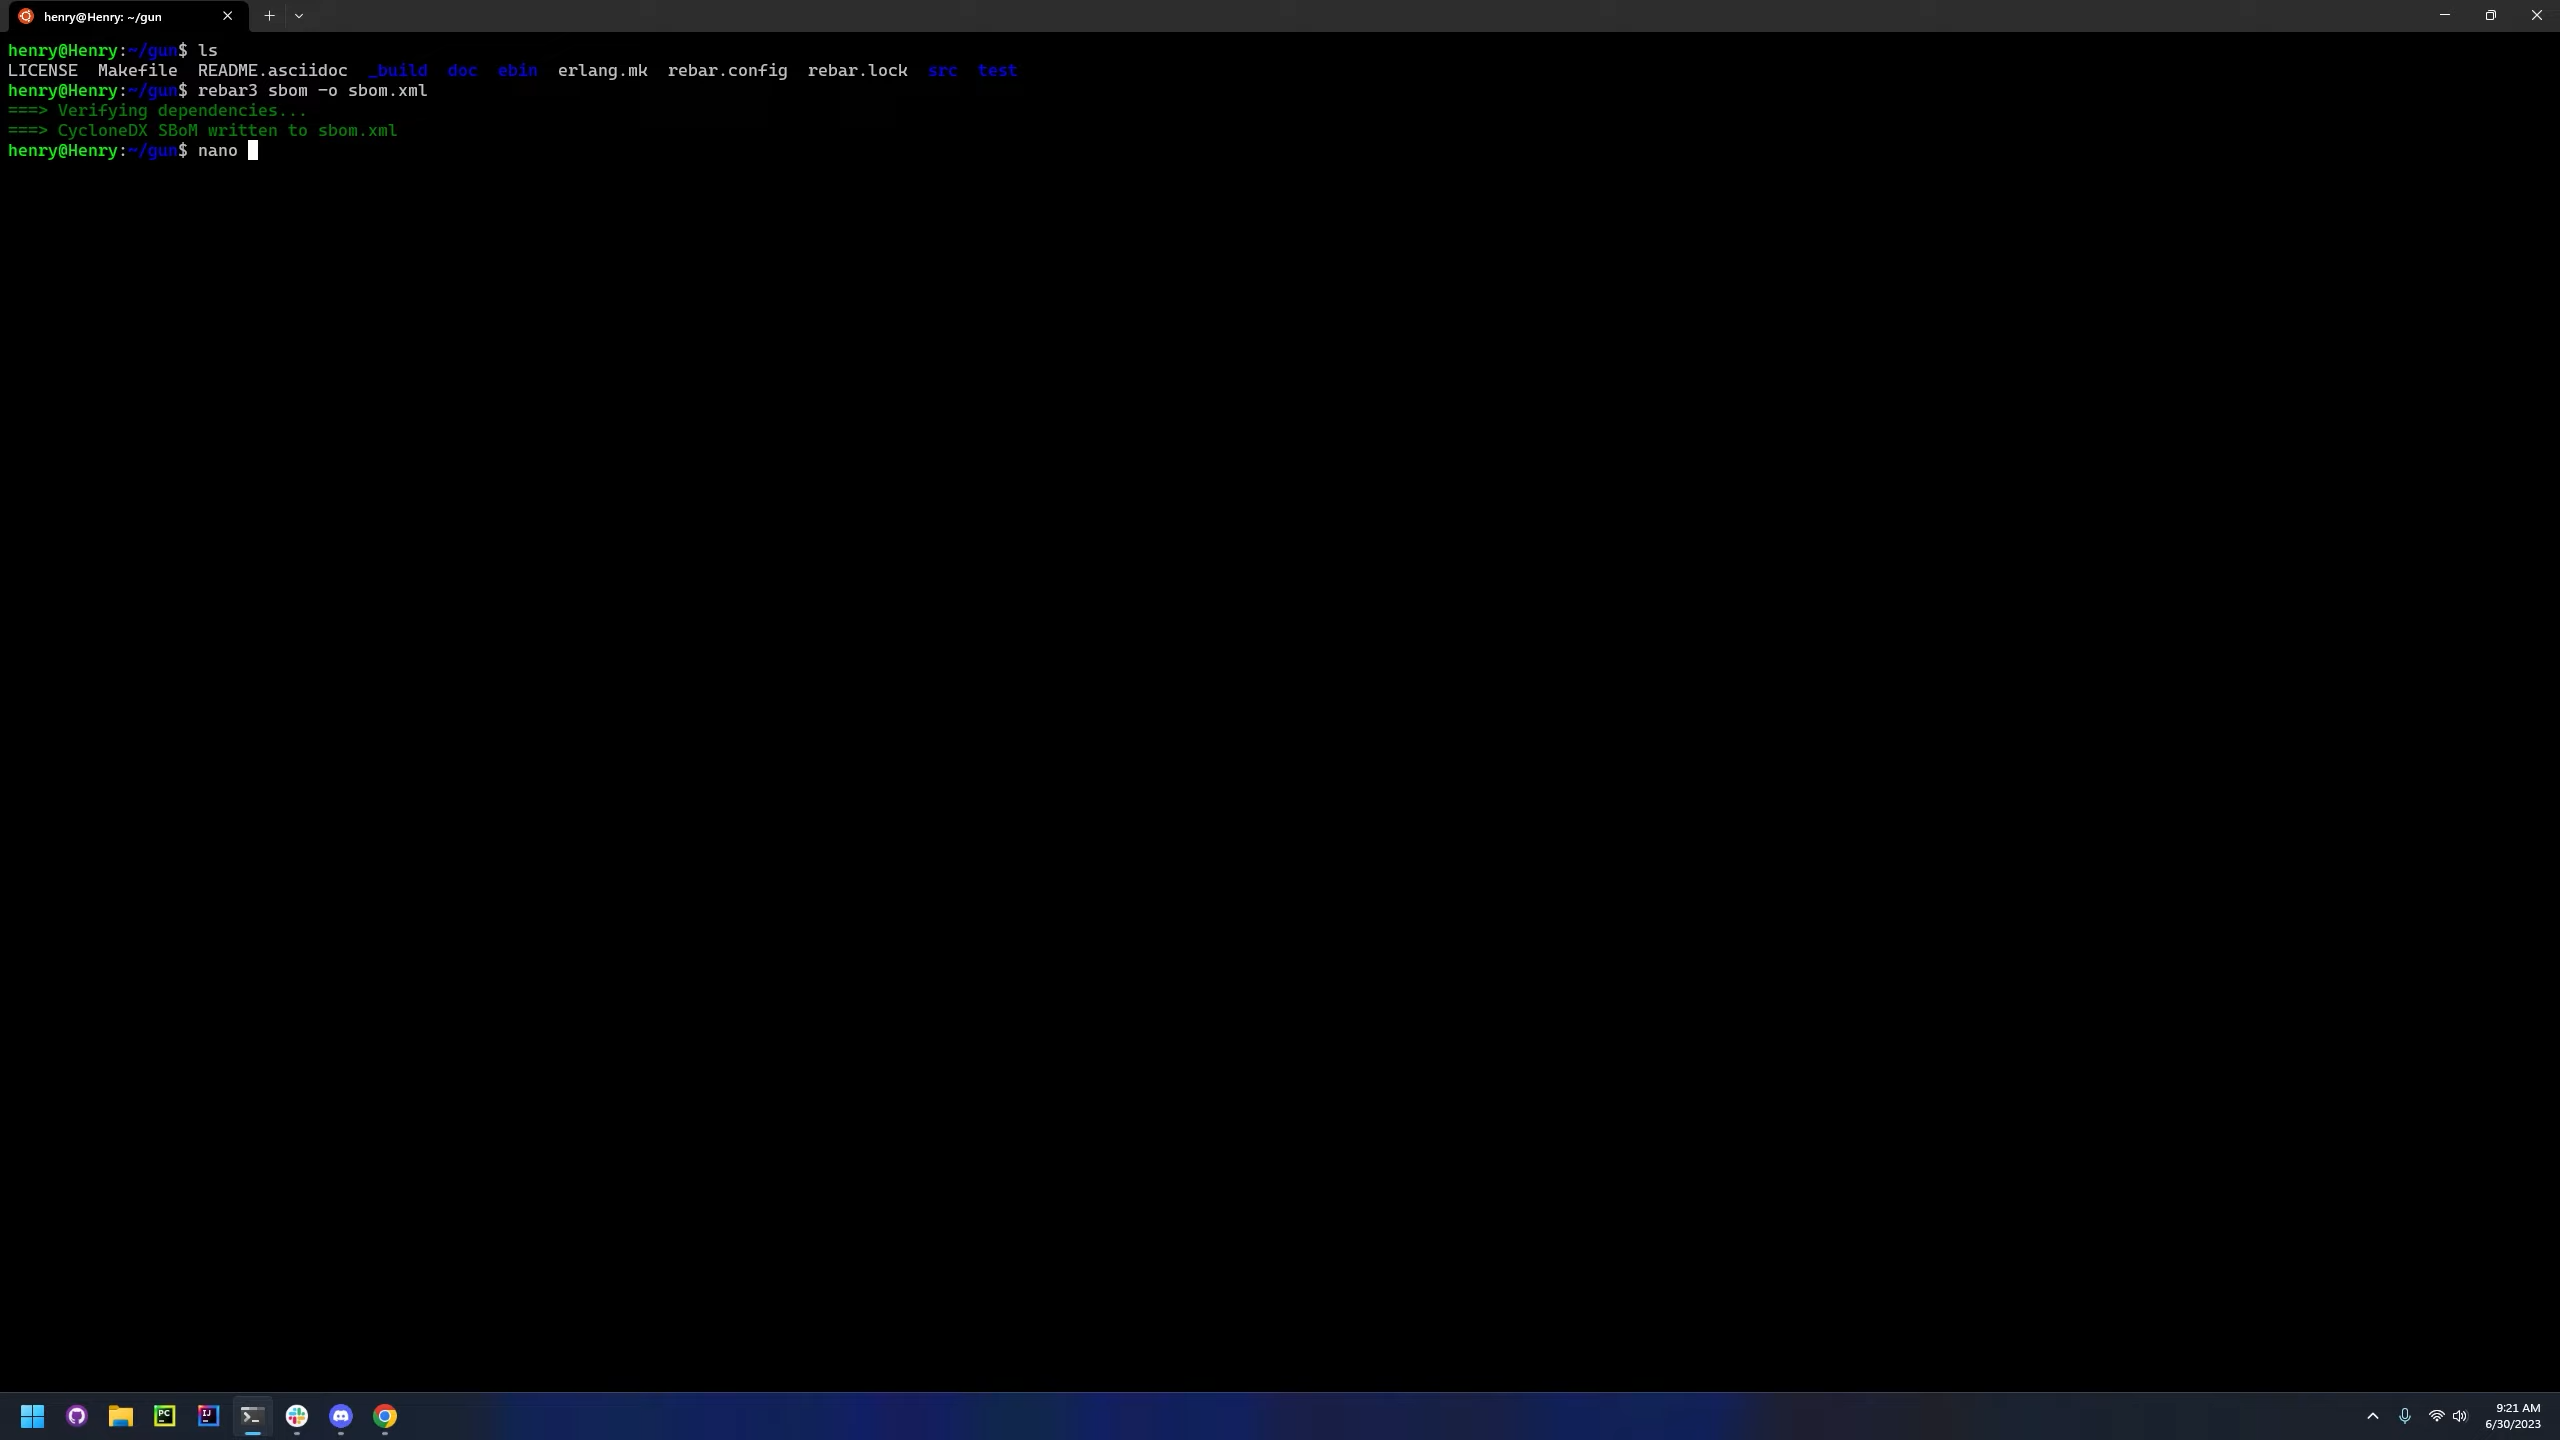 henry@Henry: ~/gun
henry@Henry:~/gun$ ls
LICENSE  Makefile  README.asciidoc  _build  doc  ebin  erlang.mk  rebar.config  rebar.lock  src  test
henry@Henry:~/gun$ rebar3 sbom -o sbom.xml
===> Verifying dependencies...
===> CycloneDX SBoM written to sbom.xml
henry@Henry:~/gun$ nano
PC
IJ
9:21 AM
6/30/2023